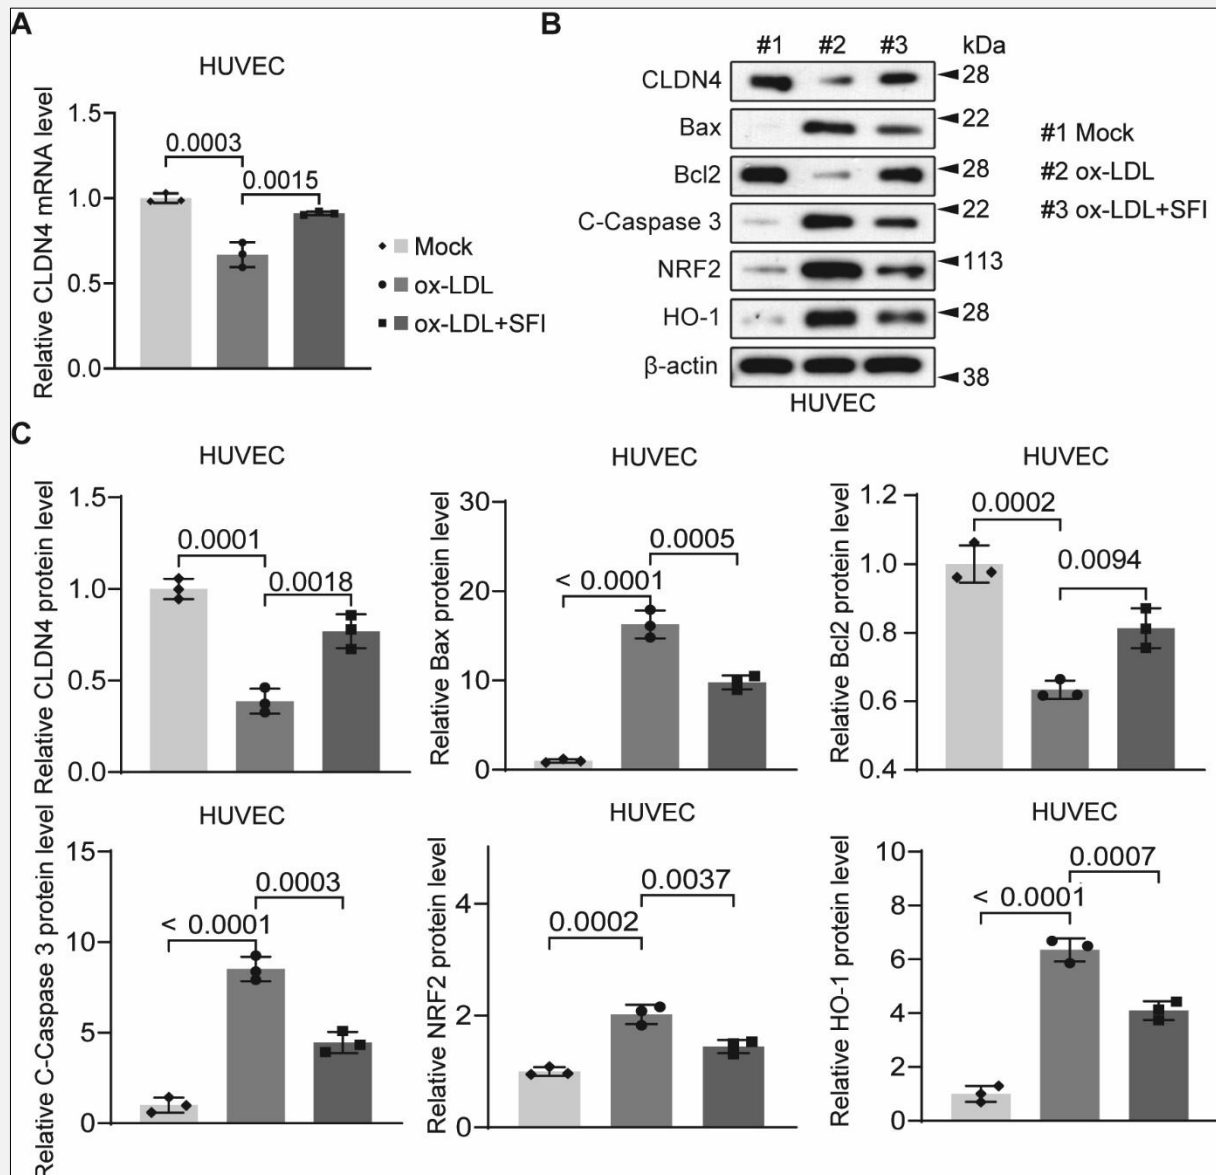 A
HUVEC
Relative CLDN4 mRNA level
1.5
1.0
0.5
0.0
0.0003
0.0015
Mock
ox-LDL
ox-LDL+SFI
B
#1 #2 #3 kDa
CLDN4 28
Bax 22
Bcl2 28
C-Caspase 3 22
NRF2 113
HO-1 28
β-actin 38
HUVEC
#1 Mock
#2 ox-LDL
#3 ox-LDL+SFI
C
HUVEC
Relative CLDN4 protein level
1.5
1.0
0.5
0.0
0.0001
0.0018
HUVEC
Relative Bax protein level
30
20
10
0
< 0.0001
0.0005
HUVEC
Relative Bcl2 protein level
1.2
1.0
0.8
0.6
0.4
0.0002
0.0094
HUVEC
Relative C-Caspase 3 protein level
15
10
5
0
< 0.0001
0.0003
HUVEC
Relative NRF2 protein level
4
2
0
0.0002
0.0037
HUVEC
Relative HO-1 protein level
10
8
6
4
2
0
< 0.0001
0.0007